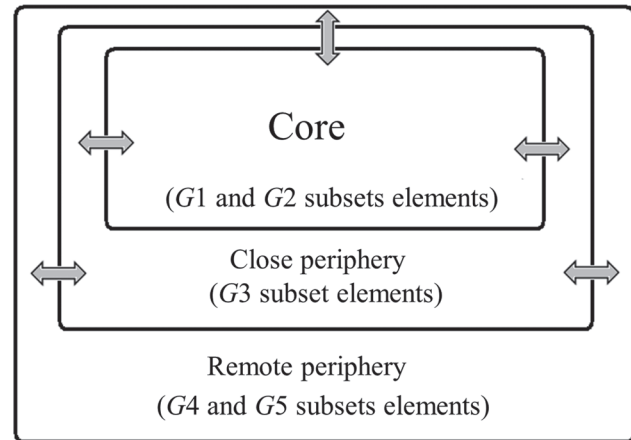 Core
(G1 and G2 subsets elements)
Close periphery
(G3 subset elements)
Remote periphery
(G4 and G5 subsets elements)